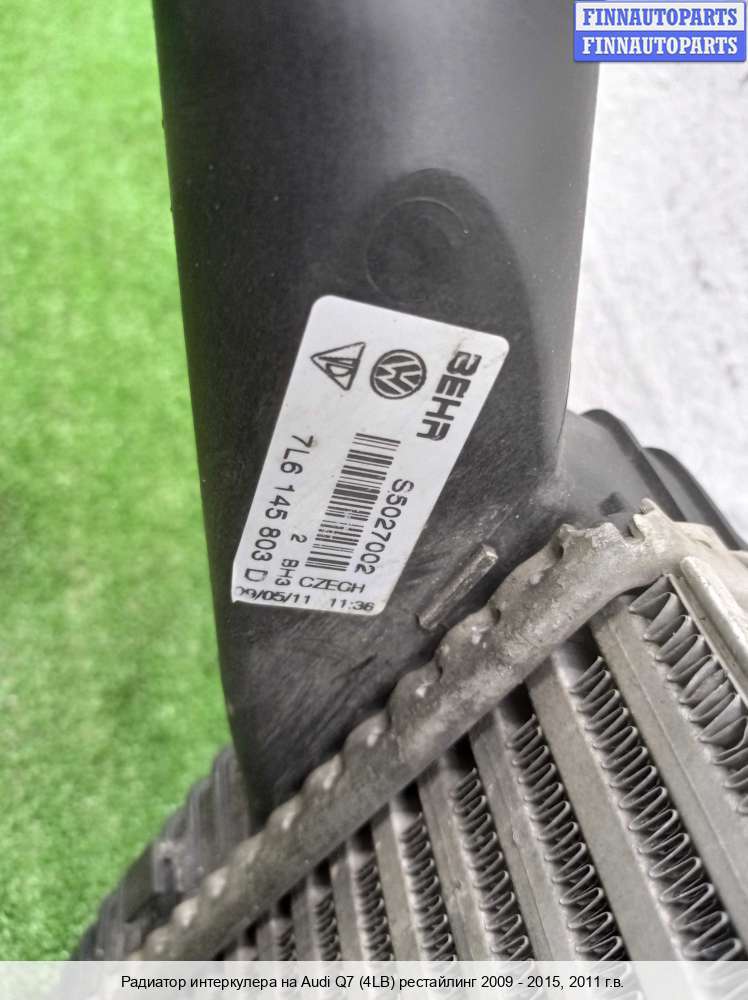 FINNAUTOPARTS
FINNAUTOPARTS
BEHR
S5027002
7L6 145 803 D
2 BH3
CZECH
09/05/11 11:36
Радиатор интеркулера на Audi Q7 (4LB) рестайлинг 2009 - 2015, 2011 г.в.